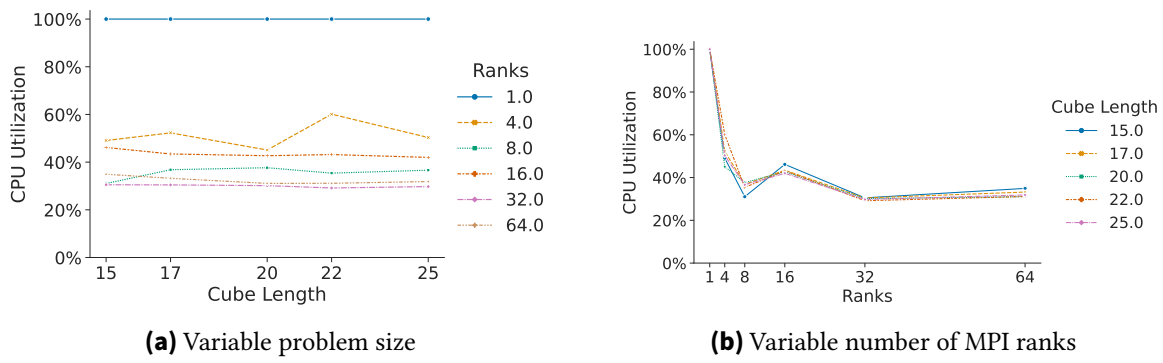 100%
80%
60%
40%
20%
0%
CPU Utilization
15 17 20 22 25
Cube Length
Ranks
1.0
4.0
8.0
16.0
32.0
64.0
(a) Variable problem size
100%
80%
60%
40%
20%
0%
CPU Utilization
1 4 8 16 32 64
Ranks
Cube Length
15.0
17.0
20.0
22.0
25.0
(b) Variable number of MPI ranks